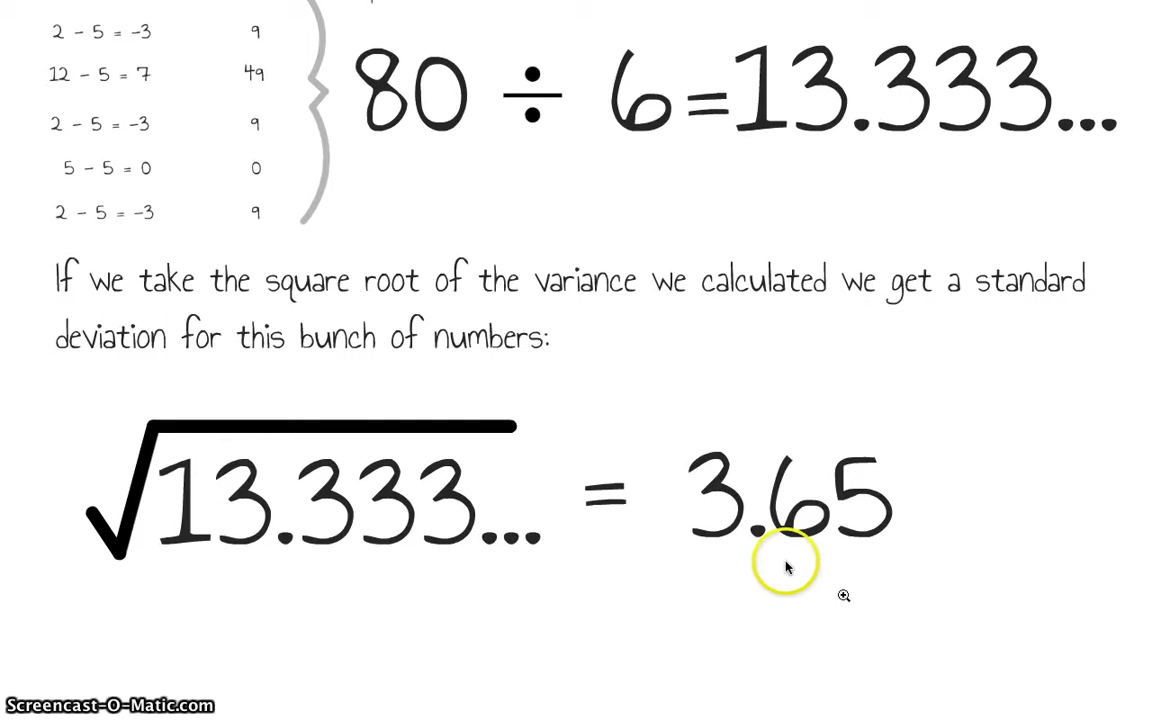 2 - 5 = -3 9
12 - 5 = 7 49
2 - 5 = -3 9
5 - 5 = 0 0
2 - 5 = -3 9
80 ÷ 6=13.333...
If we take the square root of the variance we calculated we get a standard
deviation for this bunch of numbers:
√13.333... = 3.65
Screencast-O-Matic.com